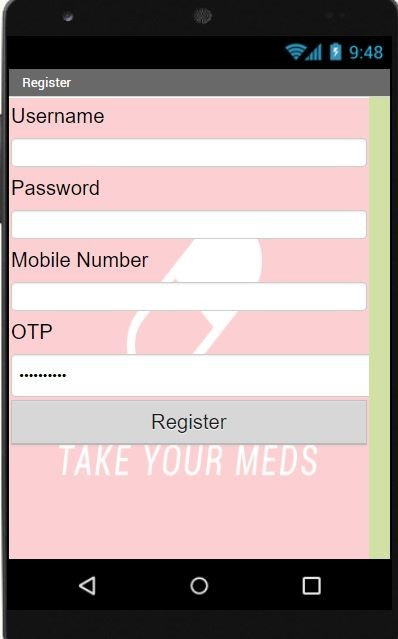 9:48
Register
Username
Password
Mobile Number
OTP
••••••••••
Register
TAKE YOUR MEDS